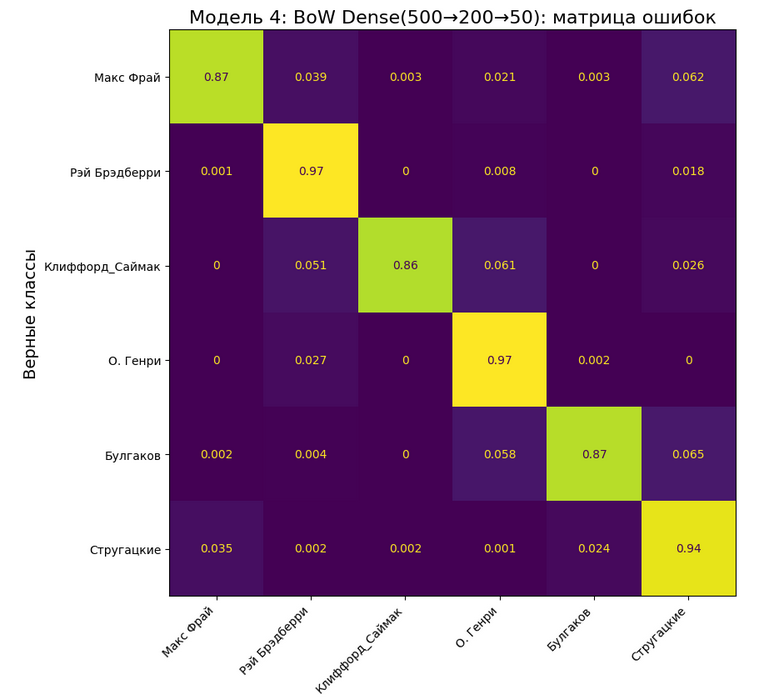 Модель 4: BoW Dense(500→200→50): матрица ошибок
Верные классы
Макс Фрай 0.87 0.039 0.003 0.021 0.003 0.062
Рэй Брэдберри 0.001 0.97 0 0.008 0 0.018
Клиффорд_Саймак 0 0.051 0.86 0.061 0 0.026
О. Генри 0 0.027 0 0.97 0.002 0
Булгаков 0.002 0.004 0 0.058 0.87 0.065
Стругацкие 0.035 0.002 0.002 0.001 0.024 0.94
Макс Фрай Рэй Брэдберри Клиффорд_Саймак О. Генри Булгаков Стругацкие